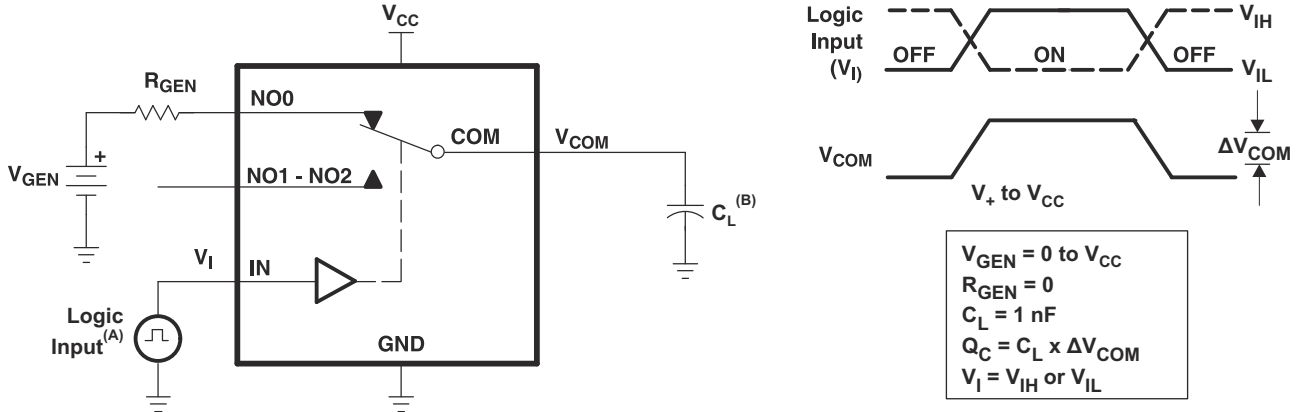 V_CC
R_GEN
NO0
COM
V_COM
V_GEN
+
NO1 - NO2
C_L^(B)
V_I
IN
Logic
Input^(A)
GND
Logic
Input
(V_I)
OFF
ON
OFF
V_IH
V_IL
V_COM
ΔV_COM
V_+ to V_CC
V_GEN = 0 to V_CC
R_GEN = 0
C_L = 1 nF
Q_C = C_L x ΔV_COM
V_I = V_IH or V_IL